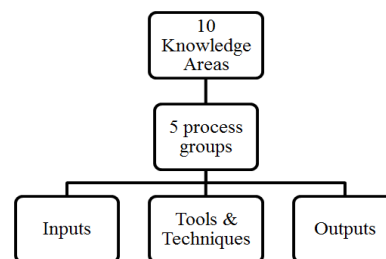 10
Knowledge
Areas
5 process
groups
Inputs
Tools &
Techniques
Outputs